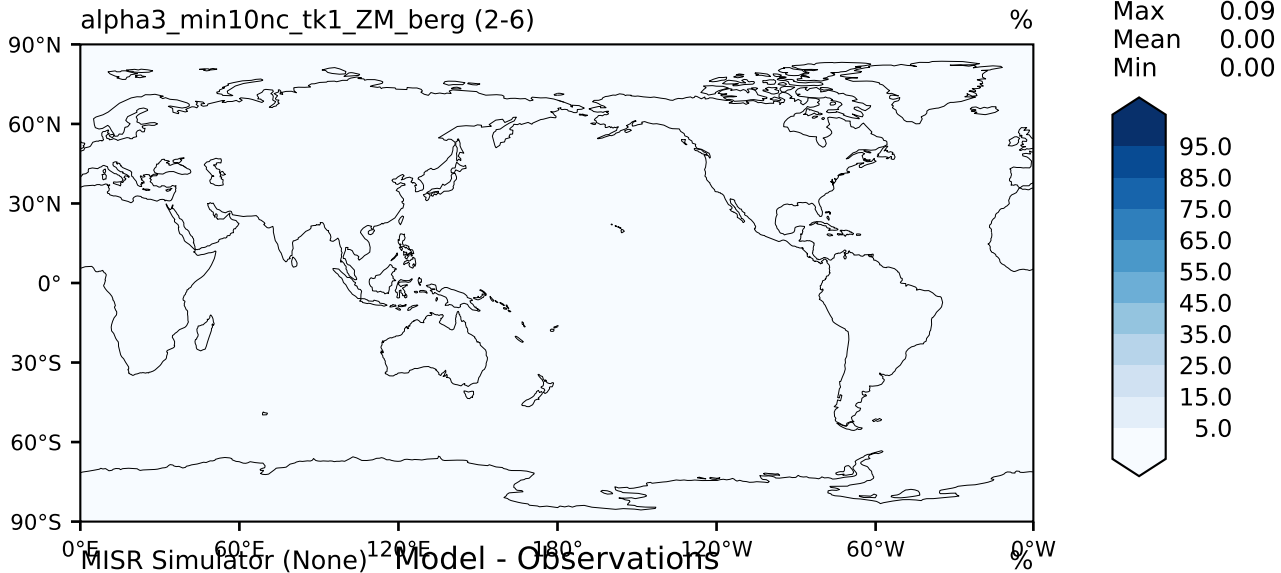 alpha3_min10nc_tk1_ZM_berg (2-6) %
Max 0.09
Mean 0.00
Min 0.00
90°N
60°N
30°N
0°
30°S
60°S
90°S
0°E 60°E 120°E 180° 120°W 60°W 0°W
MISR Simulator (None) Model - Observations %
95.0
85.0
75.0
65.0
55.0
45.0
35.0
25.0
15.0
5.0